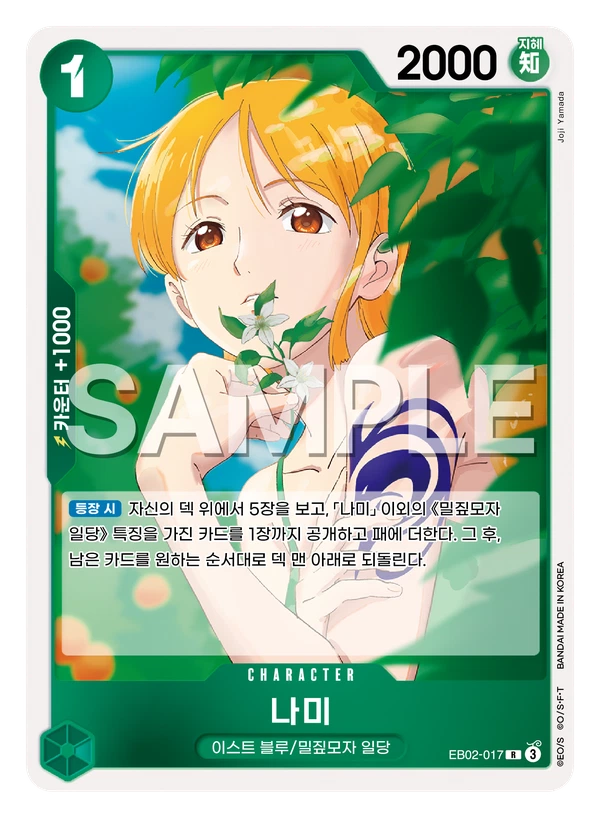 1
2000
지혜
知
Joji Yamada
카운터 +1000
SAMPLE
등장 시 자신의 덱 위에서 5장을 보고, 「나미」 이외의 《밀짚모자
일당》 특징을 가진 카드를 1장까지 공개하고 패에 더한다. 그 후,
남은 카드를 원하는 순서대로 덱 맨 아래로 되돌린다.
CHARACTER
나미
이스트 블루/밀짚모자 일당
EB02-017 R 3
©EO/S ©O/S·F·T BANDAI MADE IN KOREA